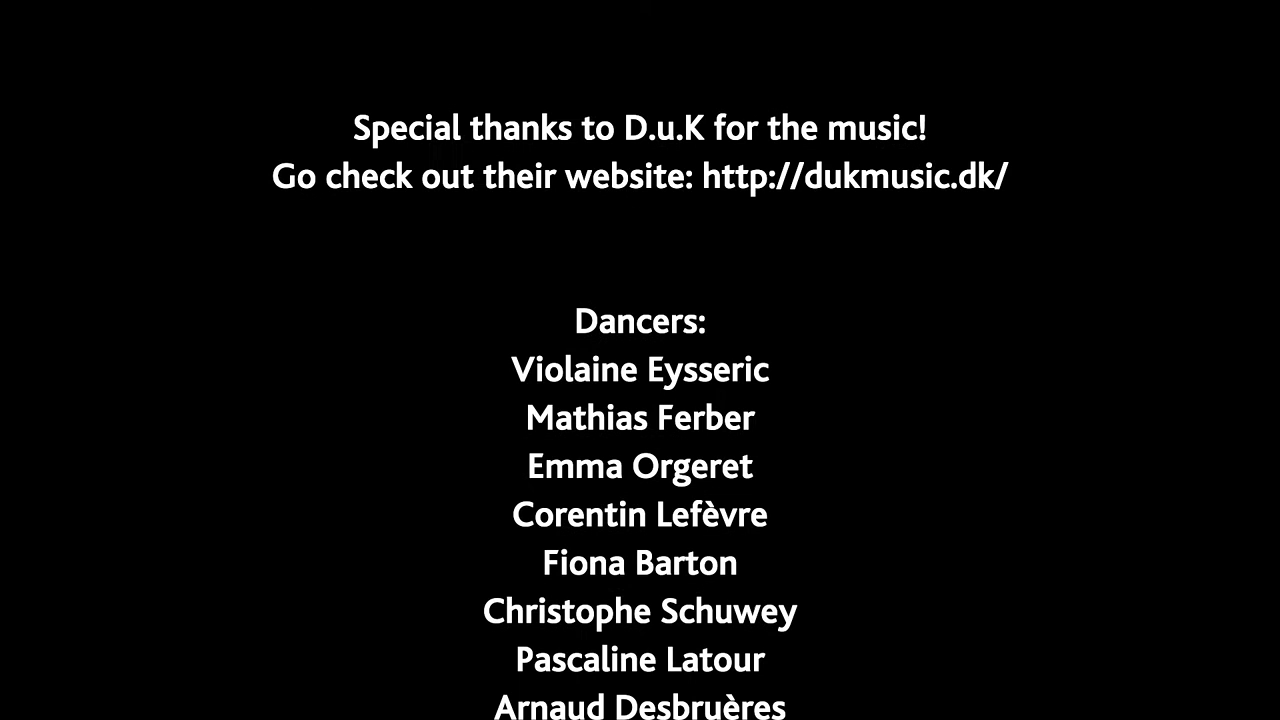 Special thanks to D.u.K for the music!
Go check out their website: http://dukmusic.dk/
Dancers:
Violaine Eysseric
Mathias Ferber
Emma Orgeret
Corentin Lefèvre
Fiona Barton
Christophe Schuwey
Pascaline Latour
Arnaud Desbruères